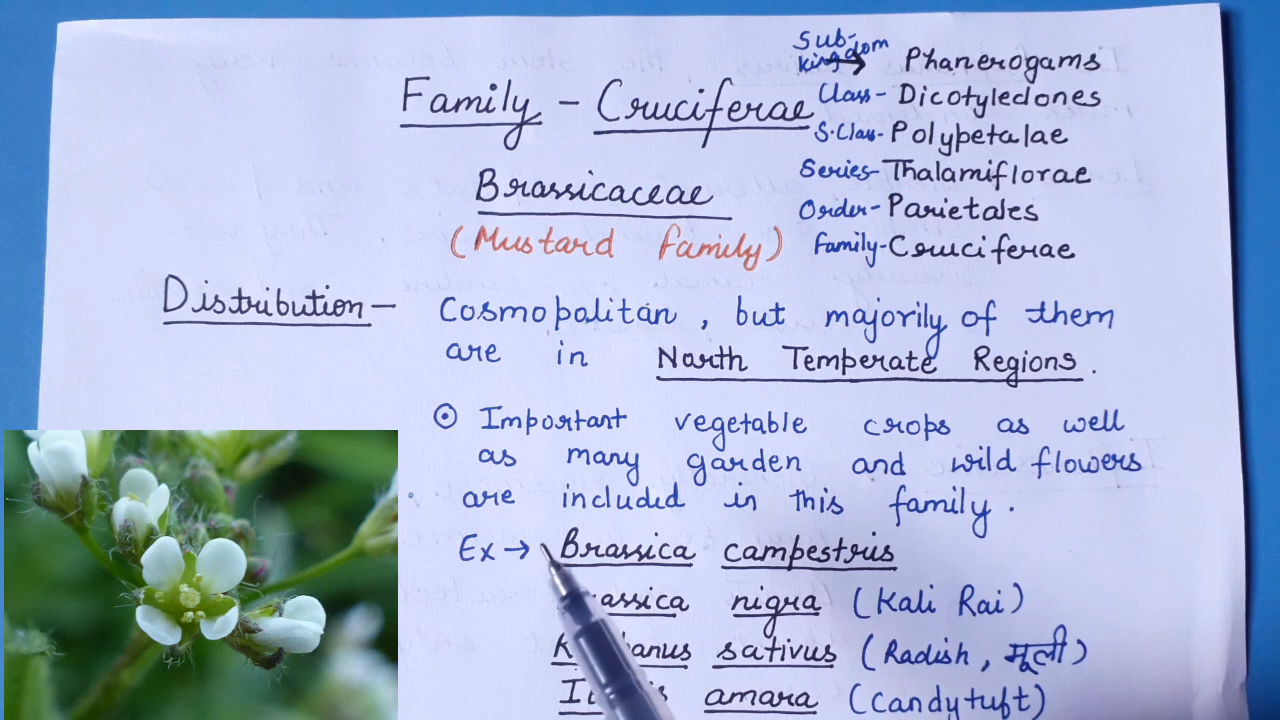 Family - Cruciferae
Brassicaceae
(Mustard family)
Sub-kingdom → Phanerogams
Class - Dicotyledones
S.Class- Polypetalae
Series- Thalamiflorae
Order- Parietales
Family- Cruciferae
Distribution - Cosmopolitan, but majorily of them
are in North Temperate Regions.
⊙ Important vegetable crops as well
as many garden and wild flowers
are included in this family.
Ex → Brassica campestris
nigra (Kali Rai)
sativus (Radish, मूली)
amara (Candytuft)